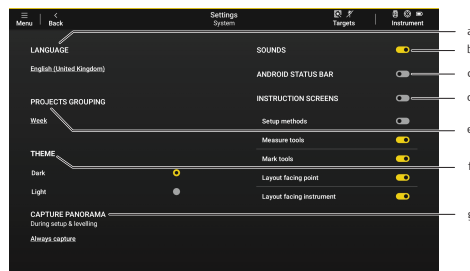 Menu
Back
Settings
System
Targets
Instrument
LANGUAGE
English (United Kingdom)
PROJECTS GROUPING
Week
THEME
Dark
Light
CAPTURE PANORAMA
During setup & levelling
Always capture
SOUNDS
ANDROID STATUS BAR
INSTRUCTION SCREENS
Setup methods
Measure tools
Mark tools
Layout facing point
Layout facing instrument
b
e